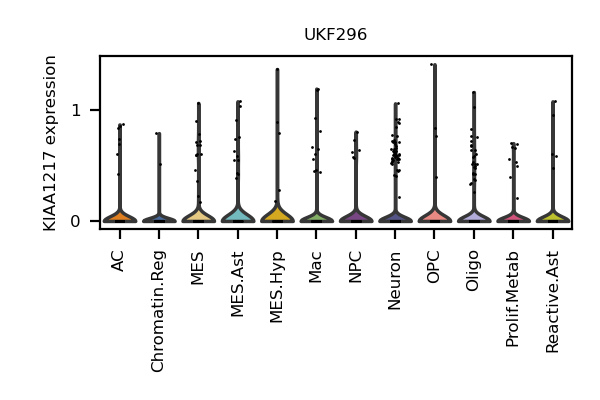 UKF296
KIAA1217 expression
1
0
AC
Chromatin.Reg
MES
MES.Ast
MES.Hyp
Mac
NPC
Neuron
OPC
Oligo
Prolif.Metab
Reactive.Ast